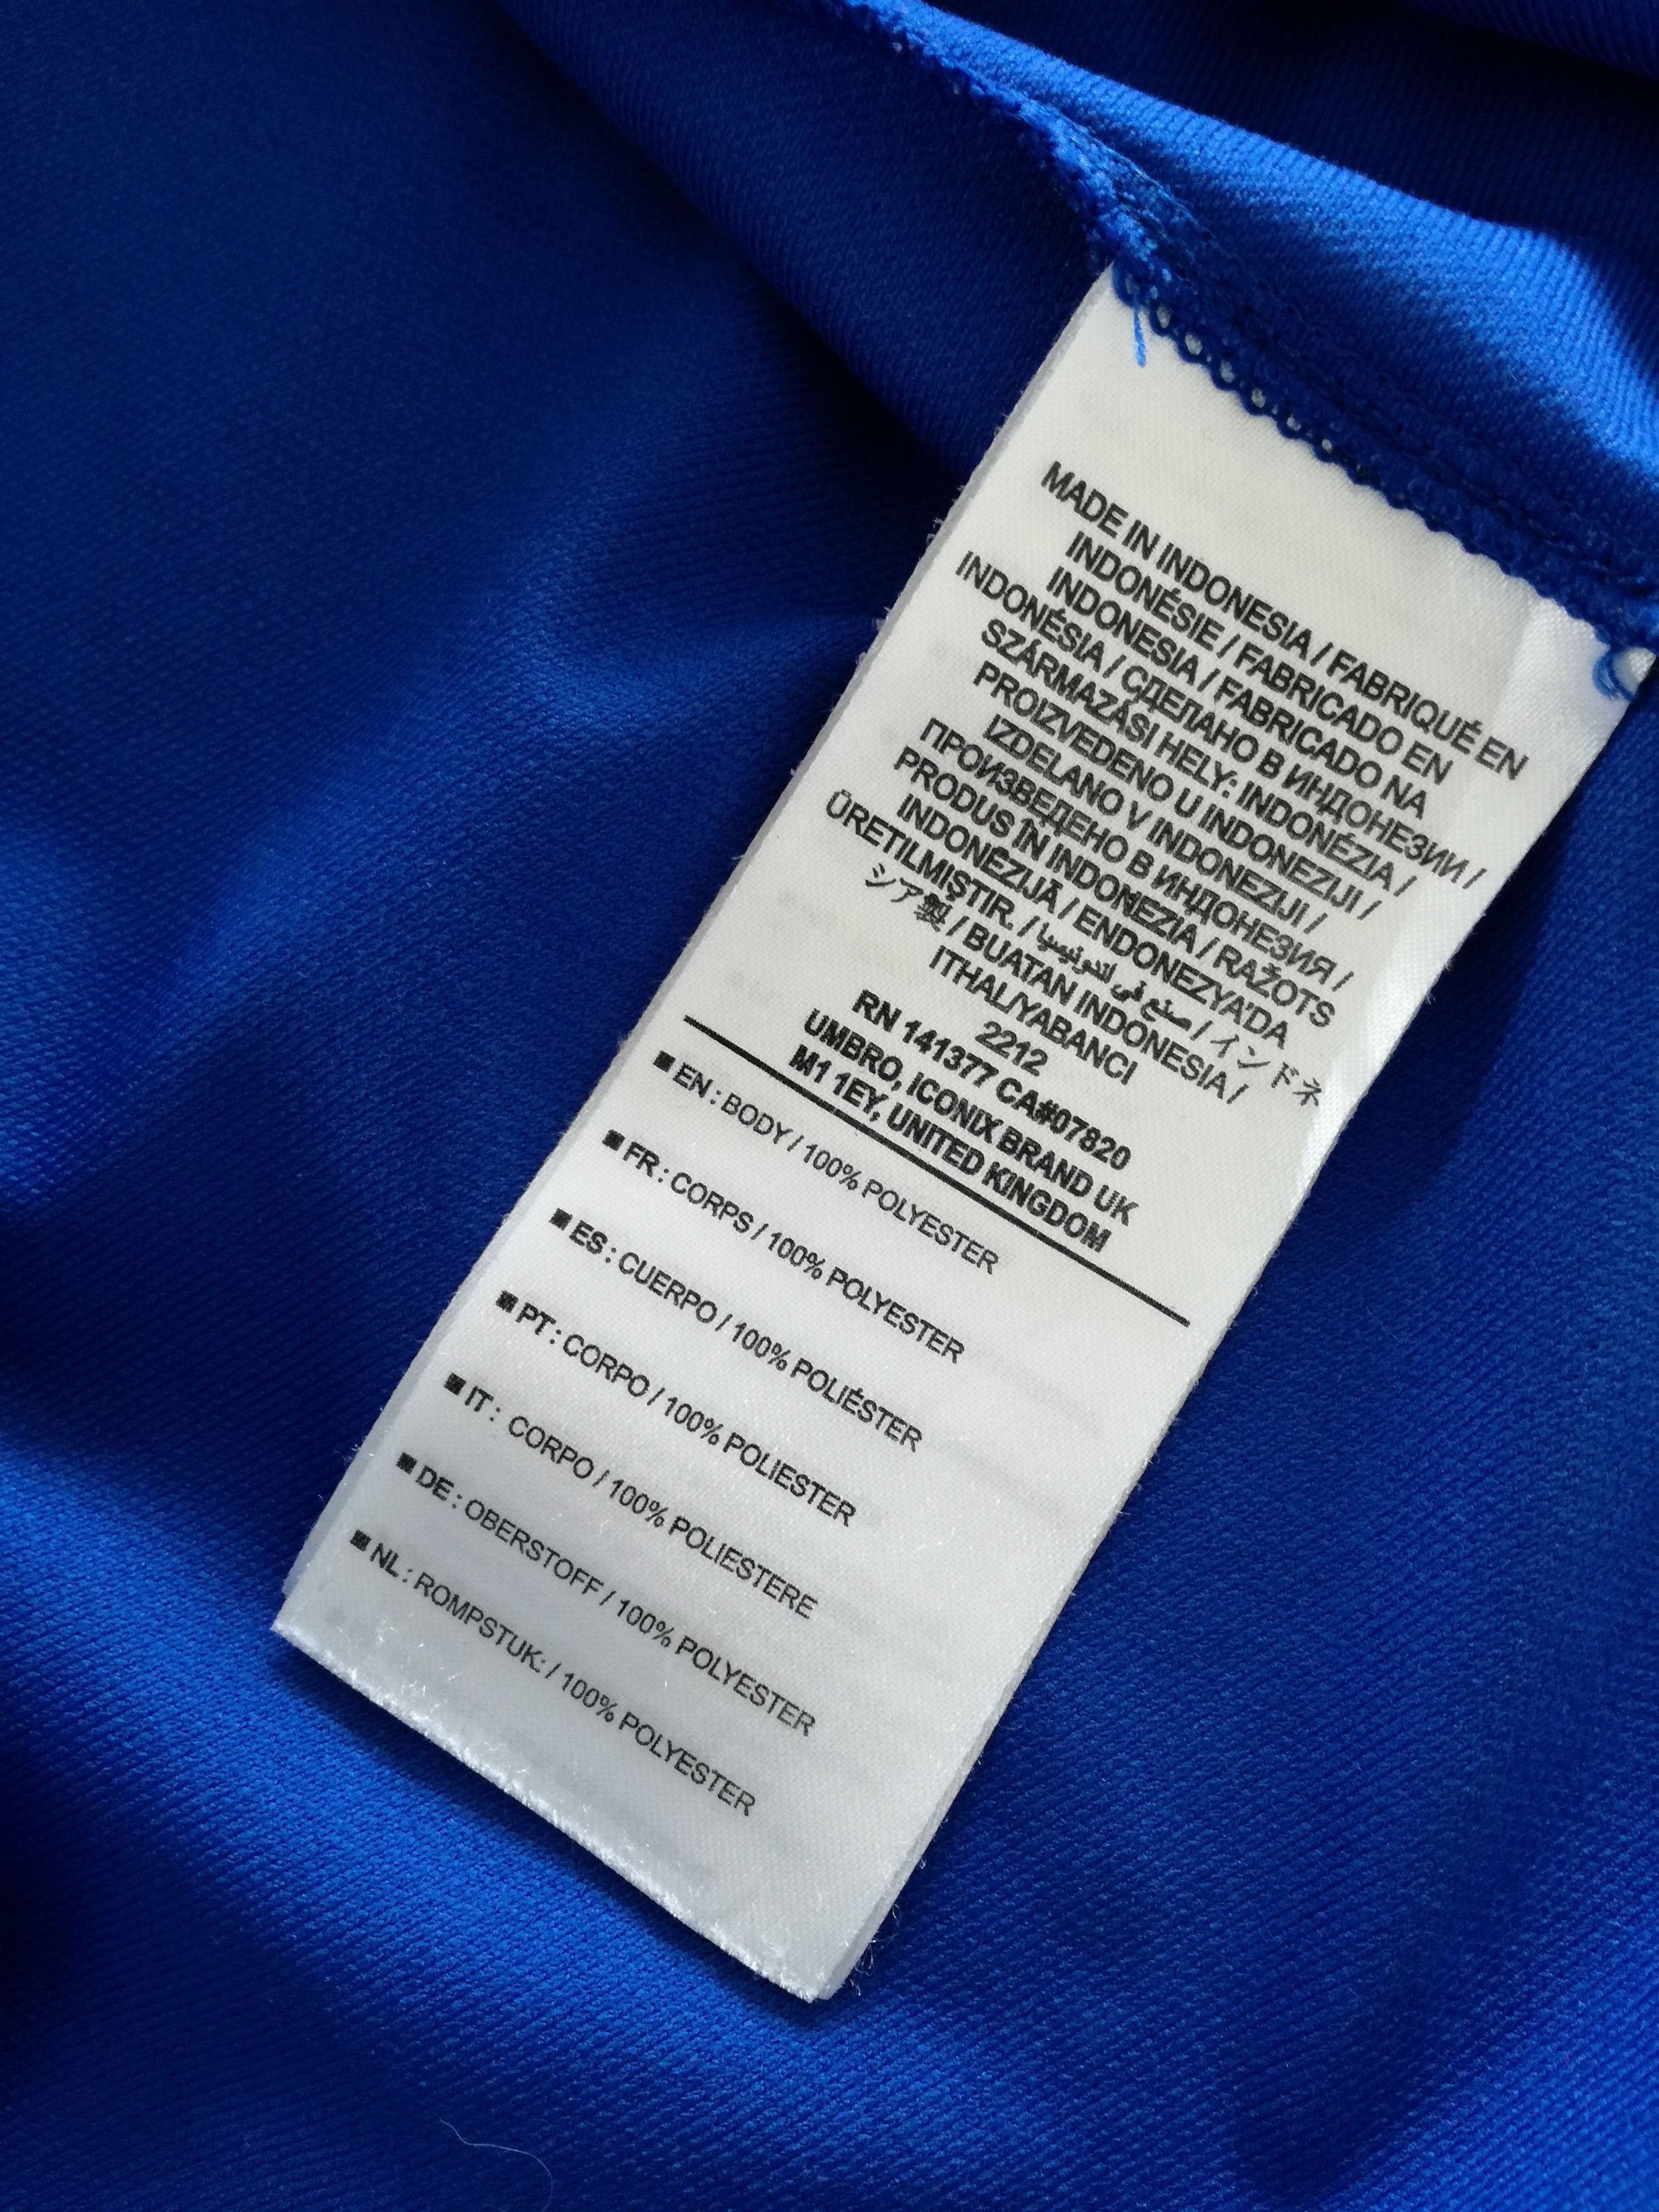 MADE IN INDONESIA / FABRIQUÉ EN
INDONÉSIE / FABRICADO EN
INDONESIA / FABRICADO NA
INDONÉSIA / СДЕЛАНО В ИНДОНЕЗИИ /
SZÁRMAZÁSI HELY: INDONÉZIA /
PROIZVEDENO U INDONEZIJI /
IZDELANO V INDONEZIJI /
ПРОИЗВЕДЕНО В ИНДОНЕЗИЯ /
PRODUS ÎN INDONEZIA / RAŽOTS
INDONĒZIJĀ / ENDONEZYA'DA
ÜRETILMIŞTIR. / صنع في اندونيسيا / インドネ
シア製 / BUATAN INDONESIA /
ITHALIYABANCI
2212
RN 141377 CA#07820
UMBRO, ICONIX BRAND UK
M1 1EY, UNITED KINGDOM
■ EN : BODY / 100% POLYESTER
■ FR : CORPS / 100% POLYESTER
■ ES : CUERPO / 100% POLIÉSTER
■ PT : CORPO / 100% POLIESTER
■ IT : CORPO / 100% POLIESTERE
■ DE : OBERSTOFF / 100% POLYESTER
■ NL : ROMPSTUK: / 100% POLYESTER